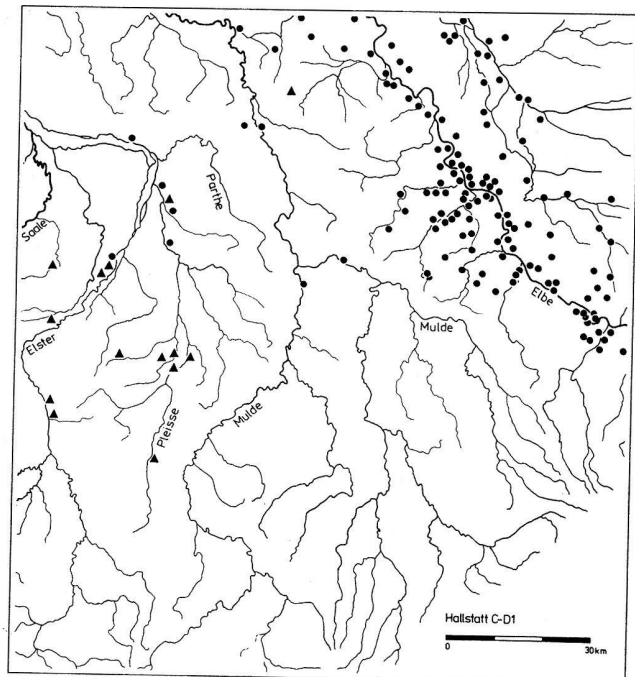 Parthe
Saale
Elster
Elbe
Mulde
Mulde
Pleisse
Hallstatt C-D1
0 30km